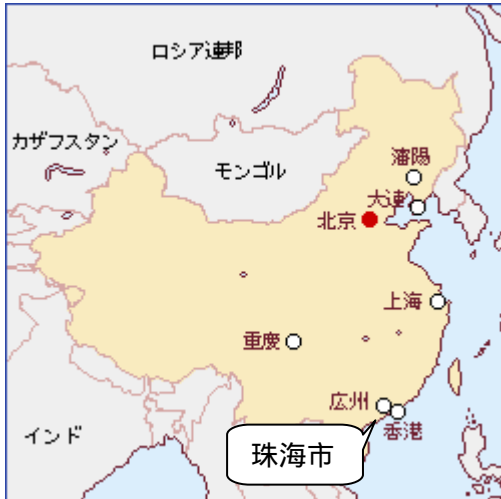 ロシア連邦
カザフスタン
モンゴル
瀋陽
大連
北京
上海
重慶
広州
香港
インド
珠海市